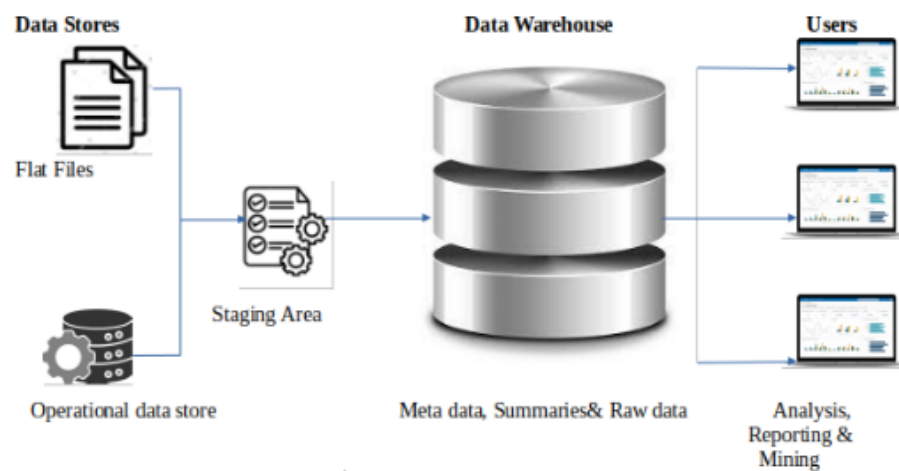 Data Stores
Data Warehouse
Users
Flat Files
Staging Area
Operational data store
Meta data, Summaries& Raw data
Analysis,
Reporting &
Mining